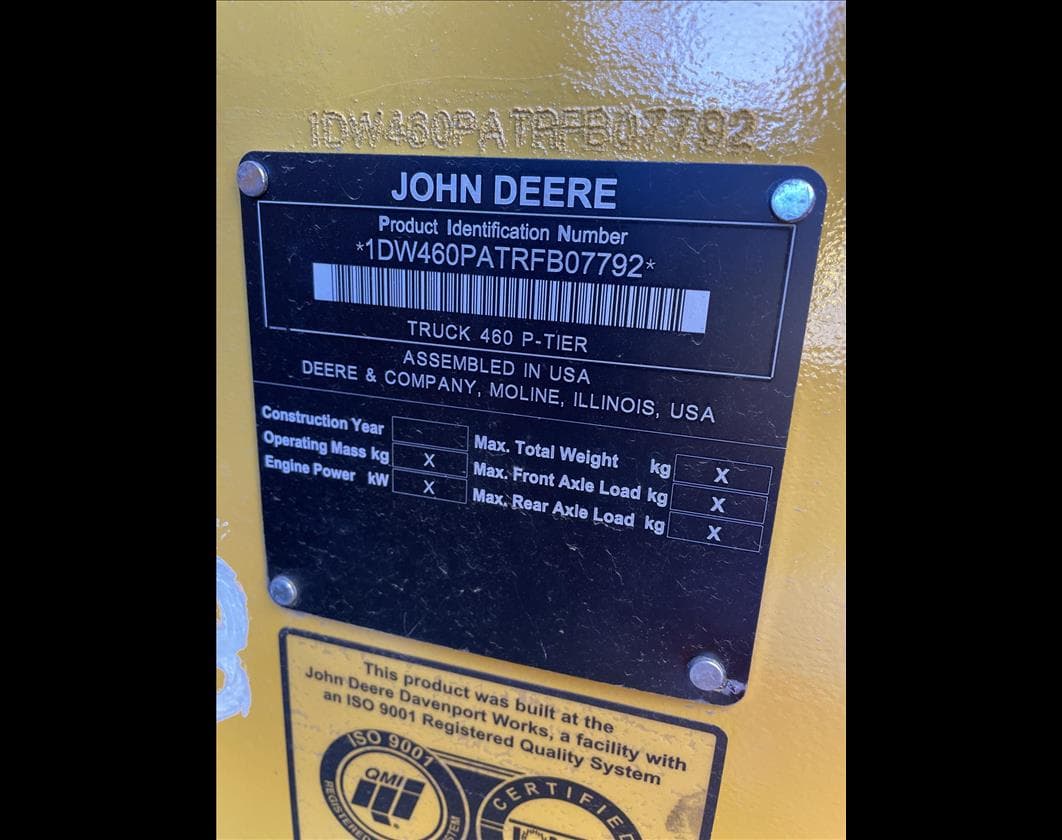 1DW460PATRFB07792
JOHN DEERE
Product Identification Number
*1DW460PATRFB07792*
TRUCK 460 P-TIER
ASSEMBLED IN USA
DEERE & COMPANY, MOLINE, ILLINOIS, USA
Construction Year
Operating Mass kg X
Engine Power kW X
Max. Total Weight kg X
Max. Front Axle Load kg X
Max. Rear Axle Load kg X
This product was built at the
John Deere Davenport Works, a facility with
an ISO 9001 Registered Quality System
ISO 9001
QMI
REGISTERED
CERTIFIED